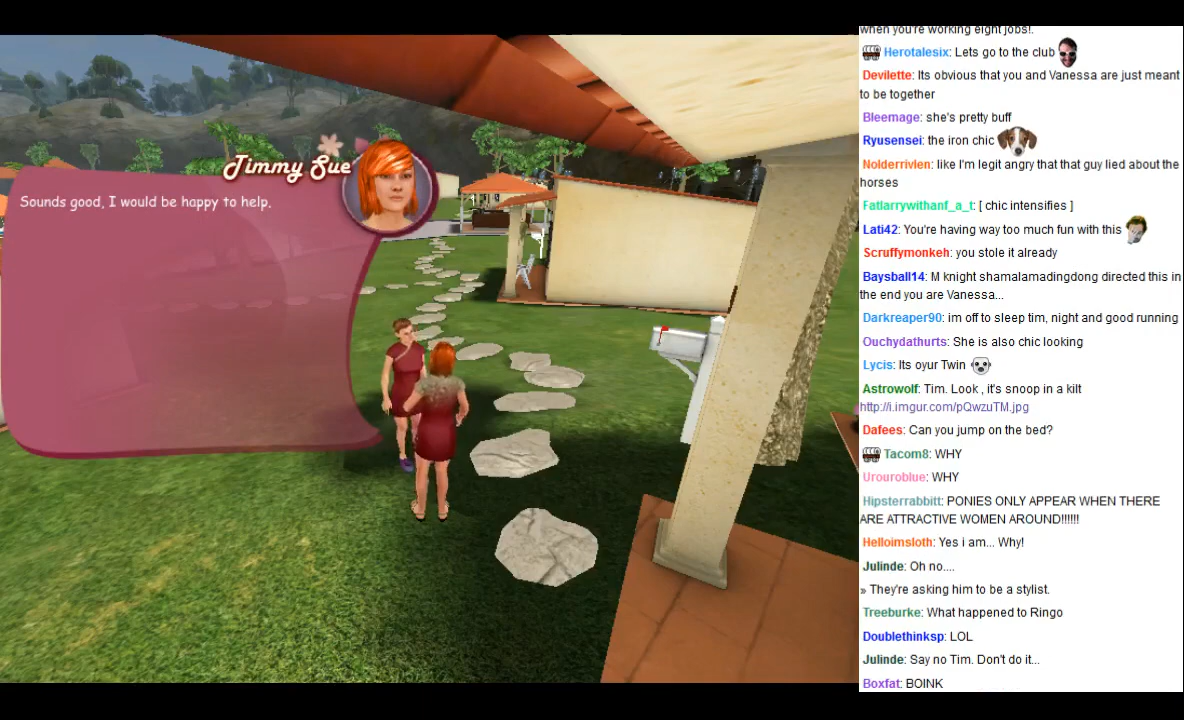 Timmy Sue
Sounds good, I would be happy to help.
when you're working eight jobs!.
Herotalesix: Lets go to the club
Devilette: Its obvious that you and Vanessa are just meant
to be together
Bleemage: she's pretty buff
Ryusensei: the iron chic
Nolderrivlen: like I'm legit angry that that guy lied about the
horses
Fatlarrywithanf_a_t: [ chic intensifies ]
Lati42: You're having way too much fun with this
Scruffymonkeh: you stole it already
Baysball14: M knight shamalamadingdong directed this in
the end you are Vanessa...
Darkreaper90: im off to sleep tim, night and good running
Ouchydathurts: She is also chic looking
Lycis: Its oyur Twin
Astrowolf: Tim. Look , it's snoop in a kilt
http://i.imgur.com/pQwzuTM.jpg
Dafees: Can you jump on the bed?
Tacom8: WHY
Urouroblue: WHY
Hipsterrabbitt: PONIES ONLY APPEAR WHEN THERE
ARE ATTRACTIVE WOMEN AROUND!!!!!!
Helloimsloth: Yes i am... Why!
Julinde: Oh no....
» They're asking him to be a stylist.
Treeburke: What happened to Ringo
Doublethinksp: LOL
Julinde: Say no Tim. Don't do it...
Boxfat: BOINK